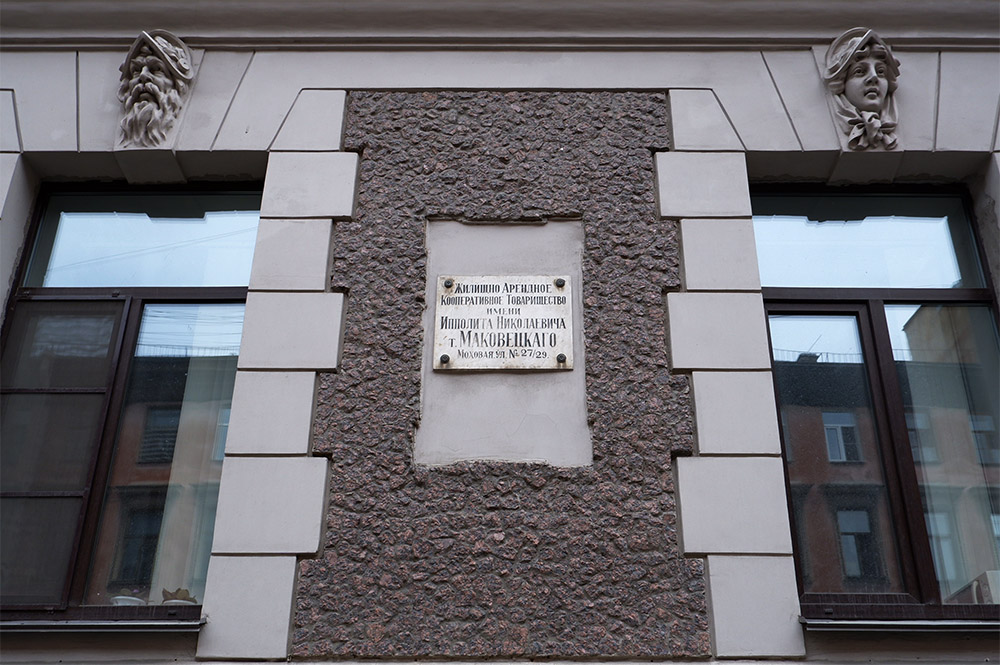 Жилищно Арендное
Кооперативное Товарищество
имени
Ипполита Николаевича
т. Маковецкаго
Моховая ул. № 27/29